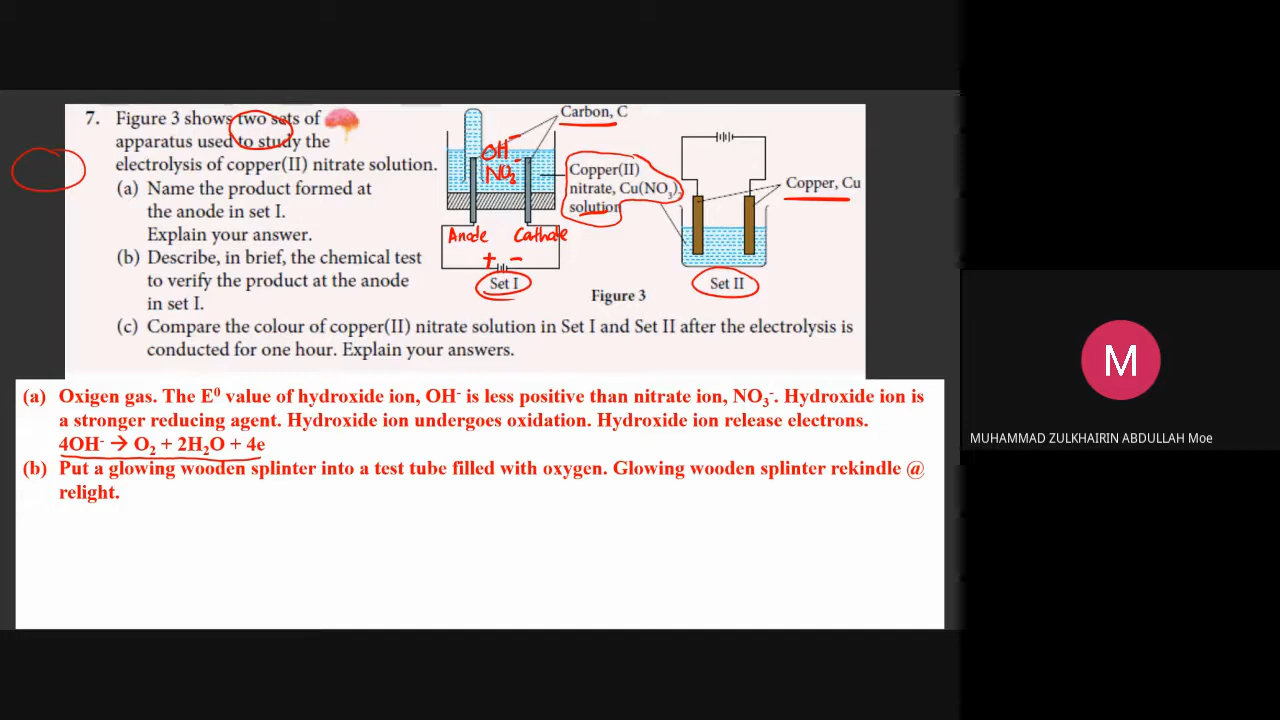 7. Figure 3 shows two sets of
apparatus used to study the
electrolysis of copper(II) nitrate solution.
(a) Name the product formed at
the anode in set I.
Explain your answer.
(b) Describe, in brief, the chemical test
to verify the product at the anode
in set I.
(c) Compare the colour of copper(II) nitrate solution in Set I and Set II after the electrolysis is
conducted for one hour. Explain your answers.
Carbon, C
OH⁻
NO₃⁻
Copper(II)
nitrate, Cu(NO₃)₂
solution
Anode Cathode
+ −
Set I
Copper, Cu
Set II
Figure 3
(a) Oxigen gas. The E⁰ value of hydroxide ion, OH⁻ is less positive than nitrate ion, NO₃⁻. Hydroxide ion is
a stronger reducing agent. Hydroxide ion undergoes oxidation. Hydroxide ion release electrons.
4OH⁻ → O₂ + 2H₂O + 4e
(b) Put a glowing wooden splinter into a test tube filled with oxygen. Glowing wooden splinter rekindle @
relight.
M
MUHAMMAD ZULKHAIRIN ABDULLAH Moe